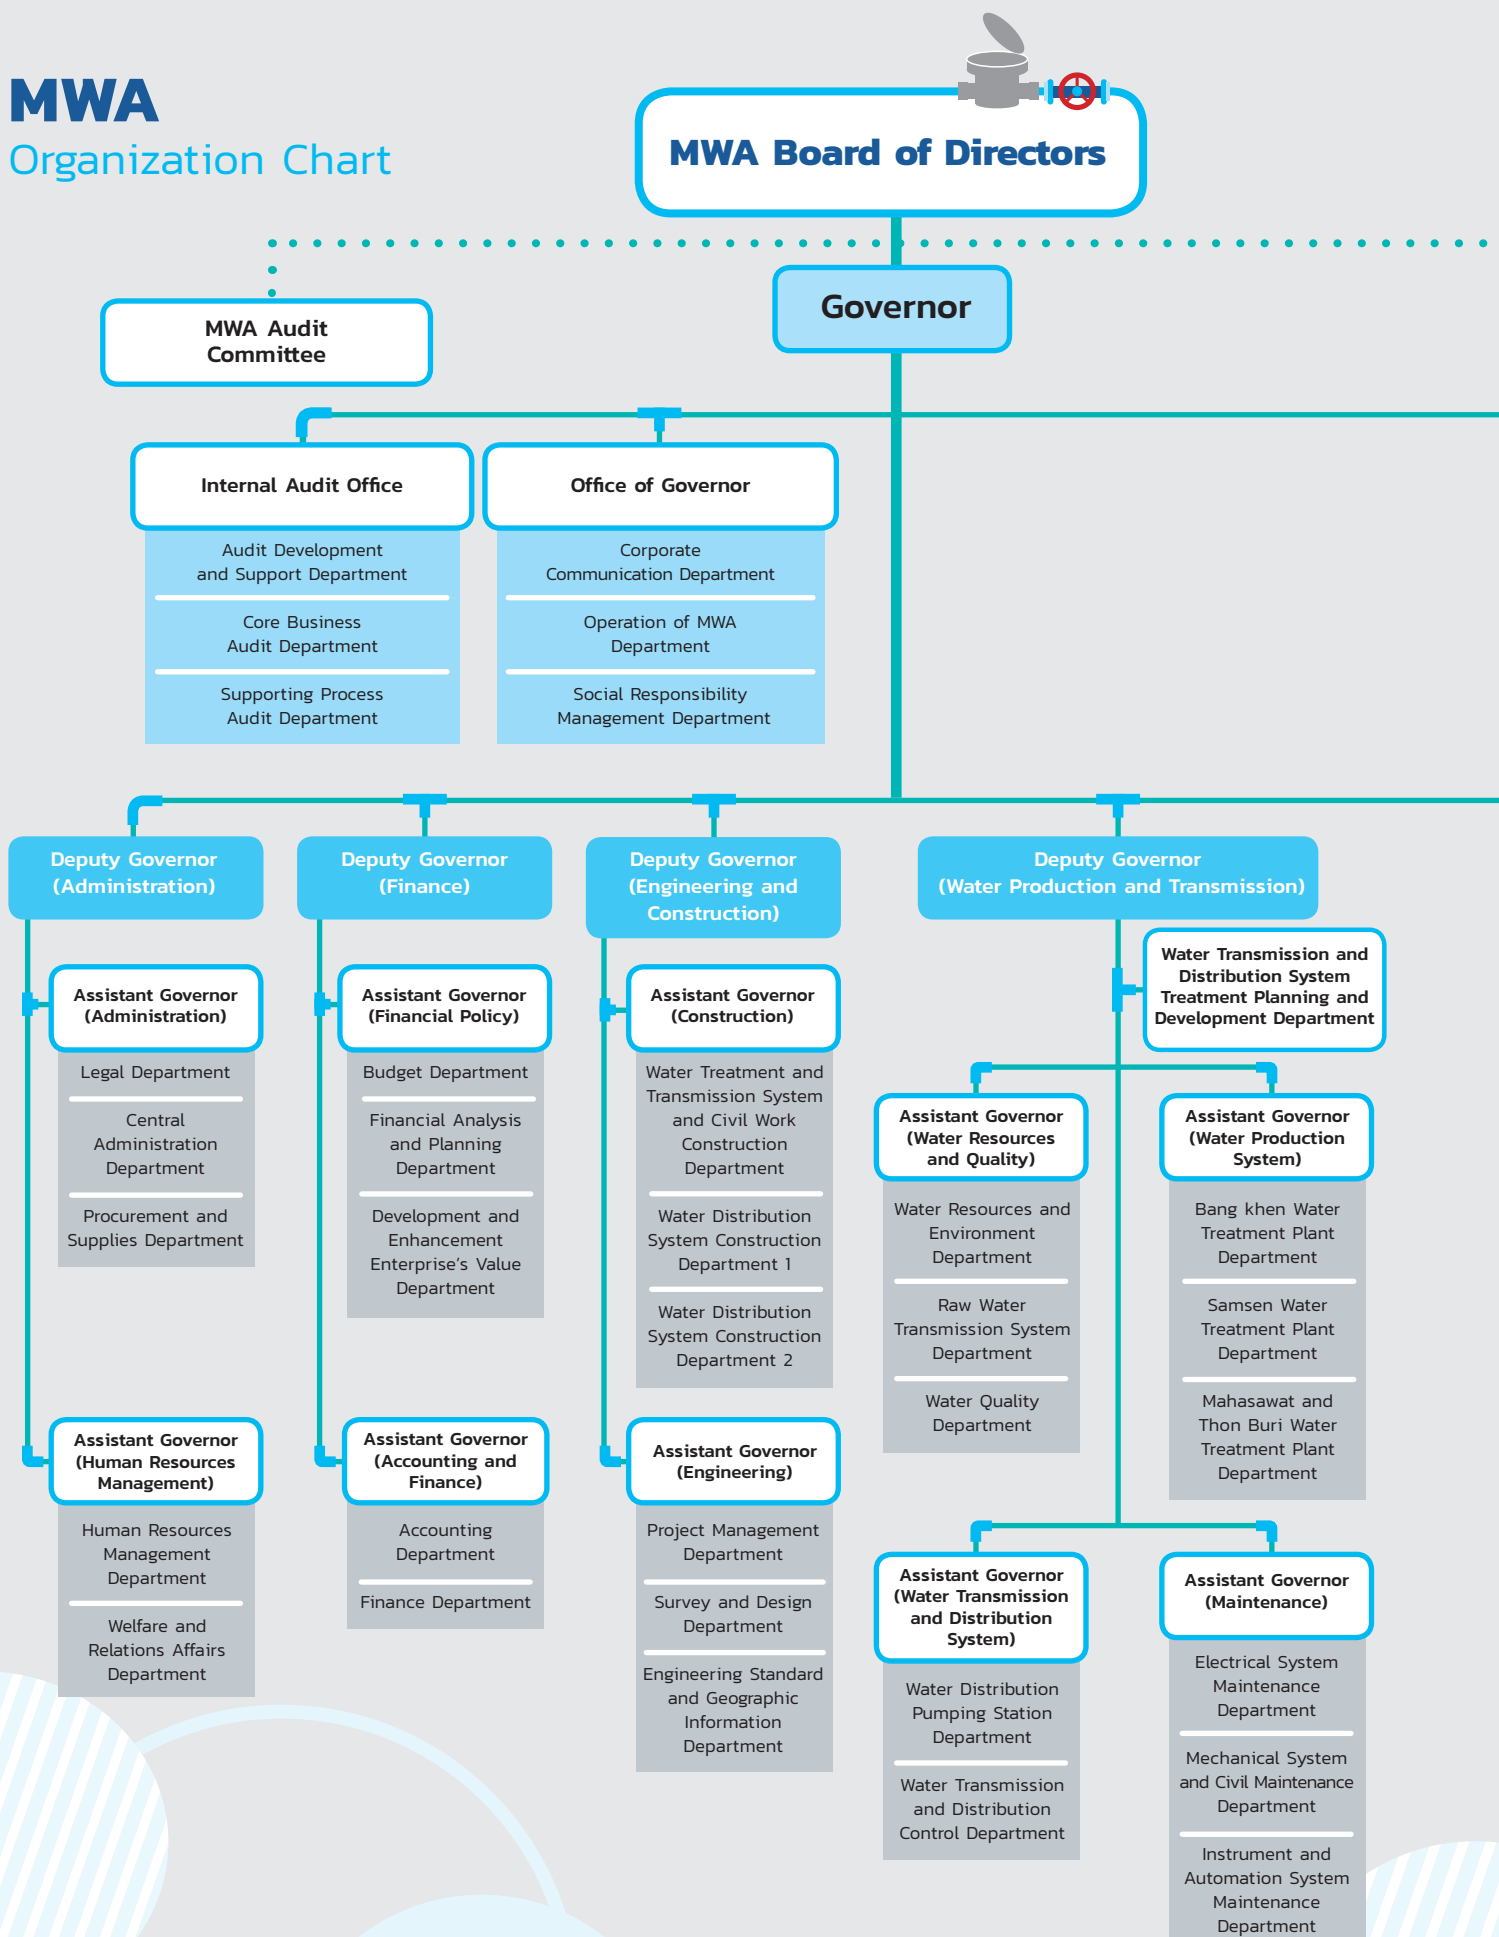 MWA
Organization Chart
MWA Board of Directors
Governor
MWA Audit
Committee
Internal Audit Office
Audit Development
and Support Department
Core Business
Audit Department
Supporting Process
Audit Department
Office of Governor
Corporate
Communication Department
Operation of MWA
Department
Social Responsibility
Management Department
Deputy Governor
(Administration)
Assistant Governor
(Administration)
Legal Department
Central
Administration
Department
Procurement and
Supplies Department
Assistant Governor
(Human Resources
Management)
Human Resources
Management
Department
Welfare and
Relations Affairs
Department
Deputy Governor
(Finance)
Assistant Governor
(Financial Policy)
Budget Department
Financial Analysis
and Planning
Department
Development and
Enhancement
Enterprise’s Value
Department
Assistant Governor
(Accounting and
Finance)
Accounting
Department
Finance Department
Deputy Governor
(Engineering and
Construction)
Assistant Governor
(Construction)
Water Treatment and
Transmission System
and Civil Work
Construction
Department
Water Distribution
System Construction
Department 1
Water Distribution
System Construction
Department 2
Assistant Governor
(Engineering)
Project Management
Department
Survey and Design
Department
Engineering Standard
and Geographic
Information
Department
Deputy Governor
(Water Production and Transmission)
Water Transmission and
Distribution System
Treatment Planning and
Development Department
Assistant Governor
(Water Resources
and Quality)
Water Resources and
Environment
Department
Raw Water
Transmission System
Department
Water Quality
Department
Assistant Governor
(Water Production
System)
Bang khen Water
Treatment Plant
Department
Samsen Water
Treatment Plant
Department
Mahasawat and
Thon Buri Water
Treatment Plant
Department
Assistant Governor
(Water Transmission
and Distribution
System)
Water Distribution
Pumping Station
Department
Water Transmission
and Distribution
Control Department
Assistant Governor
(Maintenance)
Electrical System
Maintenance
Department
Mechanical System
and Civil Maintenance
Department
Instrument and
Automation System
Maintenance
Department